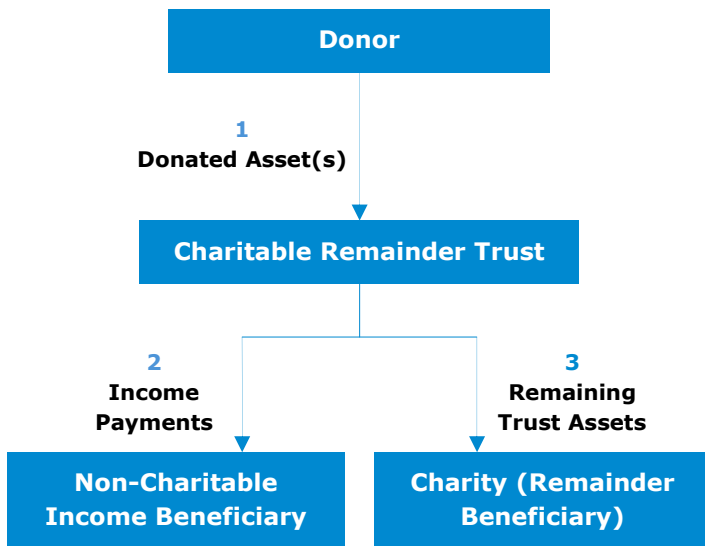 Donor
1
Donated Asset(s)
Charitable Remainder Trust
2
Income
Payments
3
Remaining
Trust Assets
Non-Charitable
Income Beneficiary
Charity (Remainder
Beneficiary)